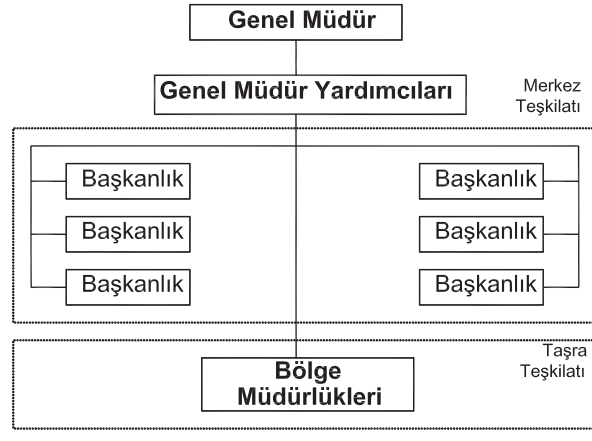 Genel Müdür
Genel Müdür Yardımcıları
Merkez
Teşkilatı
Başkanlık
Başkanlık
Başkanlık
Başkanlık
Başkanlık
Başkanlık
Taşra
Teşkilatı
Bölge
Müdürlükleri